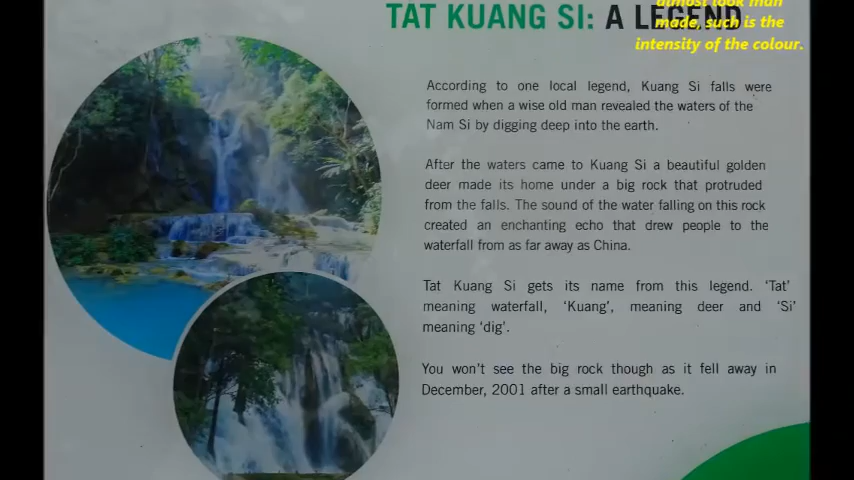 TAT KUANG SI: A LEGEND
almost look man
made, such is the
intensity of the colour.
According to one local legend, Kuang Si falls were
formed when a wise old man revealed the waters of the
Nam Si by digging deep into the earth.
After the waters came to Kuang Si a beautiful golden
deer made its home under a big rock that protruded
from the falls. The sound of the water falling on this rock
created an enchanting echo that drew people to the
waterfall from as far away as China.
Tat Kuang Si gets its name from this legend. ‘Tat’
meaning waterfall, ‘Kuang’, meaning deer and ‘Si’
meaning ‘dig’.
You won’t see the big rock though as it fell away in
December, 2001 after a small earthquake.